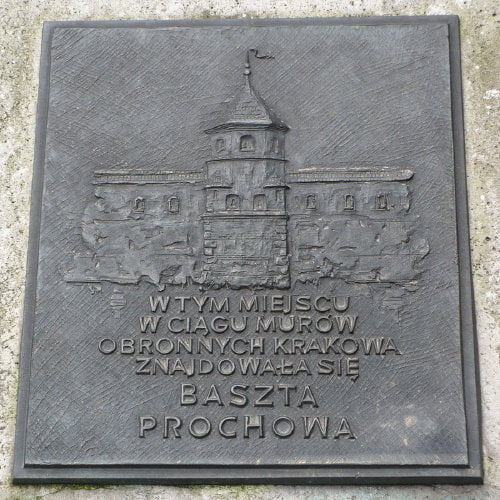 W TYM MIEJSCU
W CIĄGU MURÓW
OBRONNYCH KRAKOWA
ZNAJDOWAŁA SIĘ
BASZTA
PROCHOWA